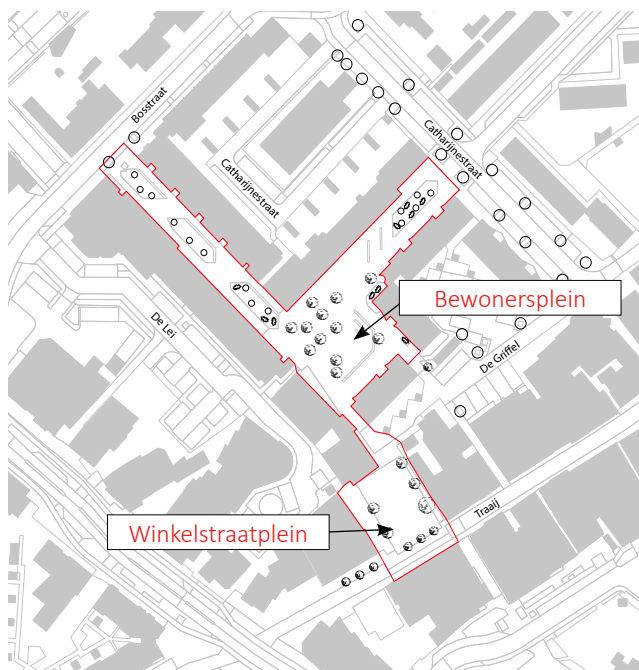 Bosstraat
Catharijnestraat
Catharijnestraat
Bewonersplein
De Lei
De Griffel
Traaij
Winkelstraatplein